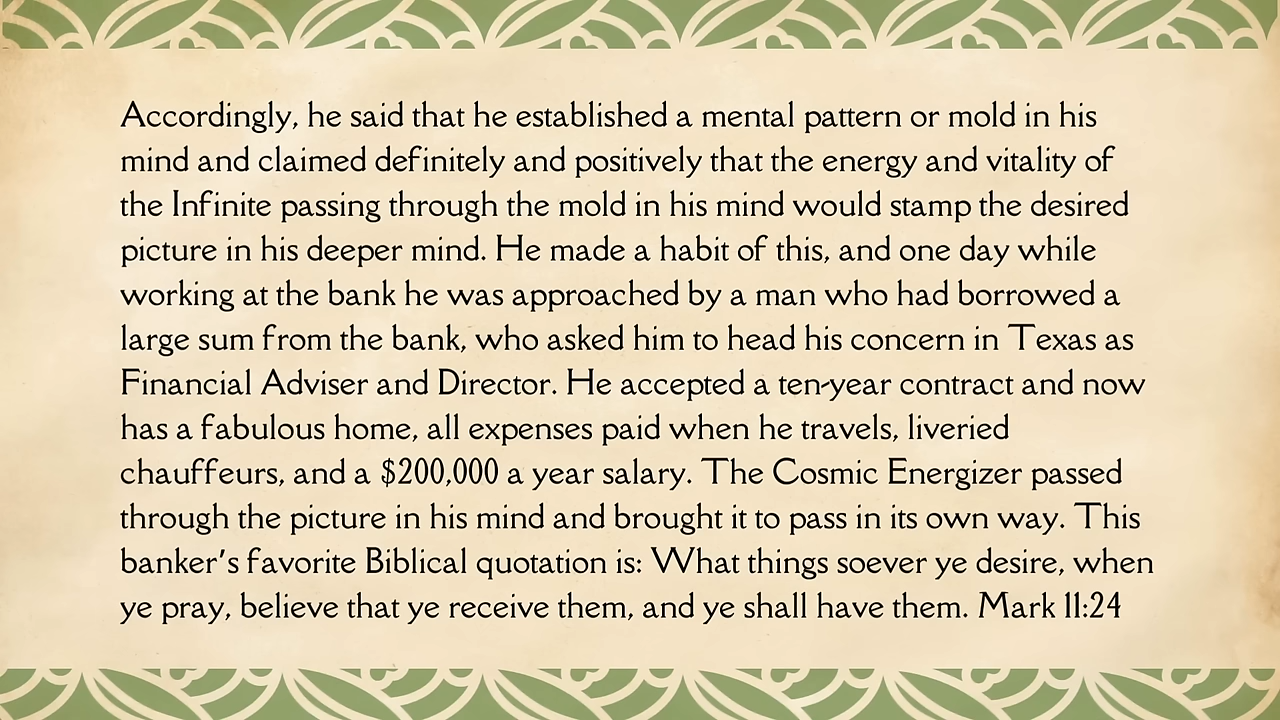 Accordingly, he said that he established a mental pattern or mold in his
mind and claimed definitely and positively that the energy and vitality of
the Infinite passing through the mold in his mind would stamp the desired
picture in his deeper mind. He made a habit of this, and one day while
working at the bank he was approached by a man who had borrowed a
large sum from the bank, who asked him to head his concern in Texas as
Financial Adviser and Director. He accepted a ten-year contract and now
has a fabulous home, all expenses paid when he travels, liveried
chauffeurs, and a $200,000 a year salary. The Cosmic Energizer passed
through the picture in his mind and brought it to pass in its own way. This
banker's favorite Biblical quotation is: What things soever ye desire, when
ye pray, believe that ye receive them, and ye shall have them. Mark 11:24